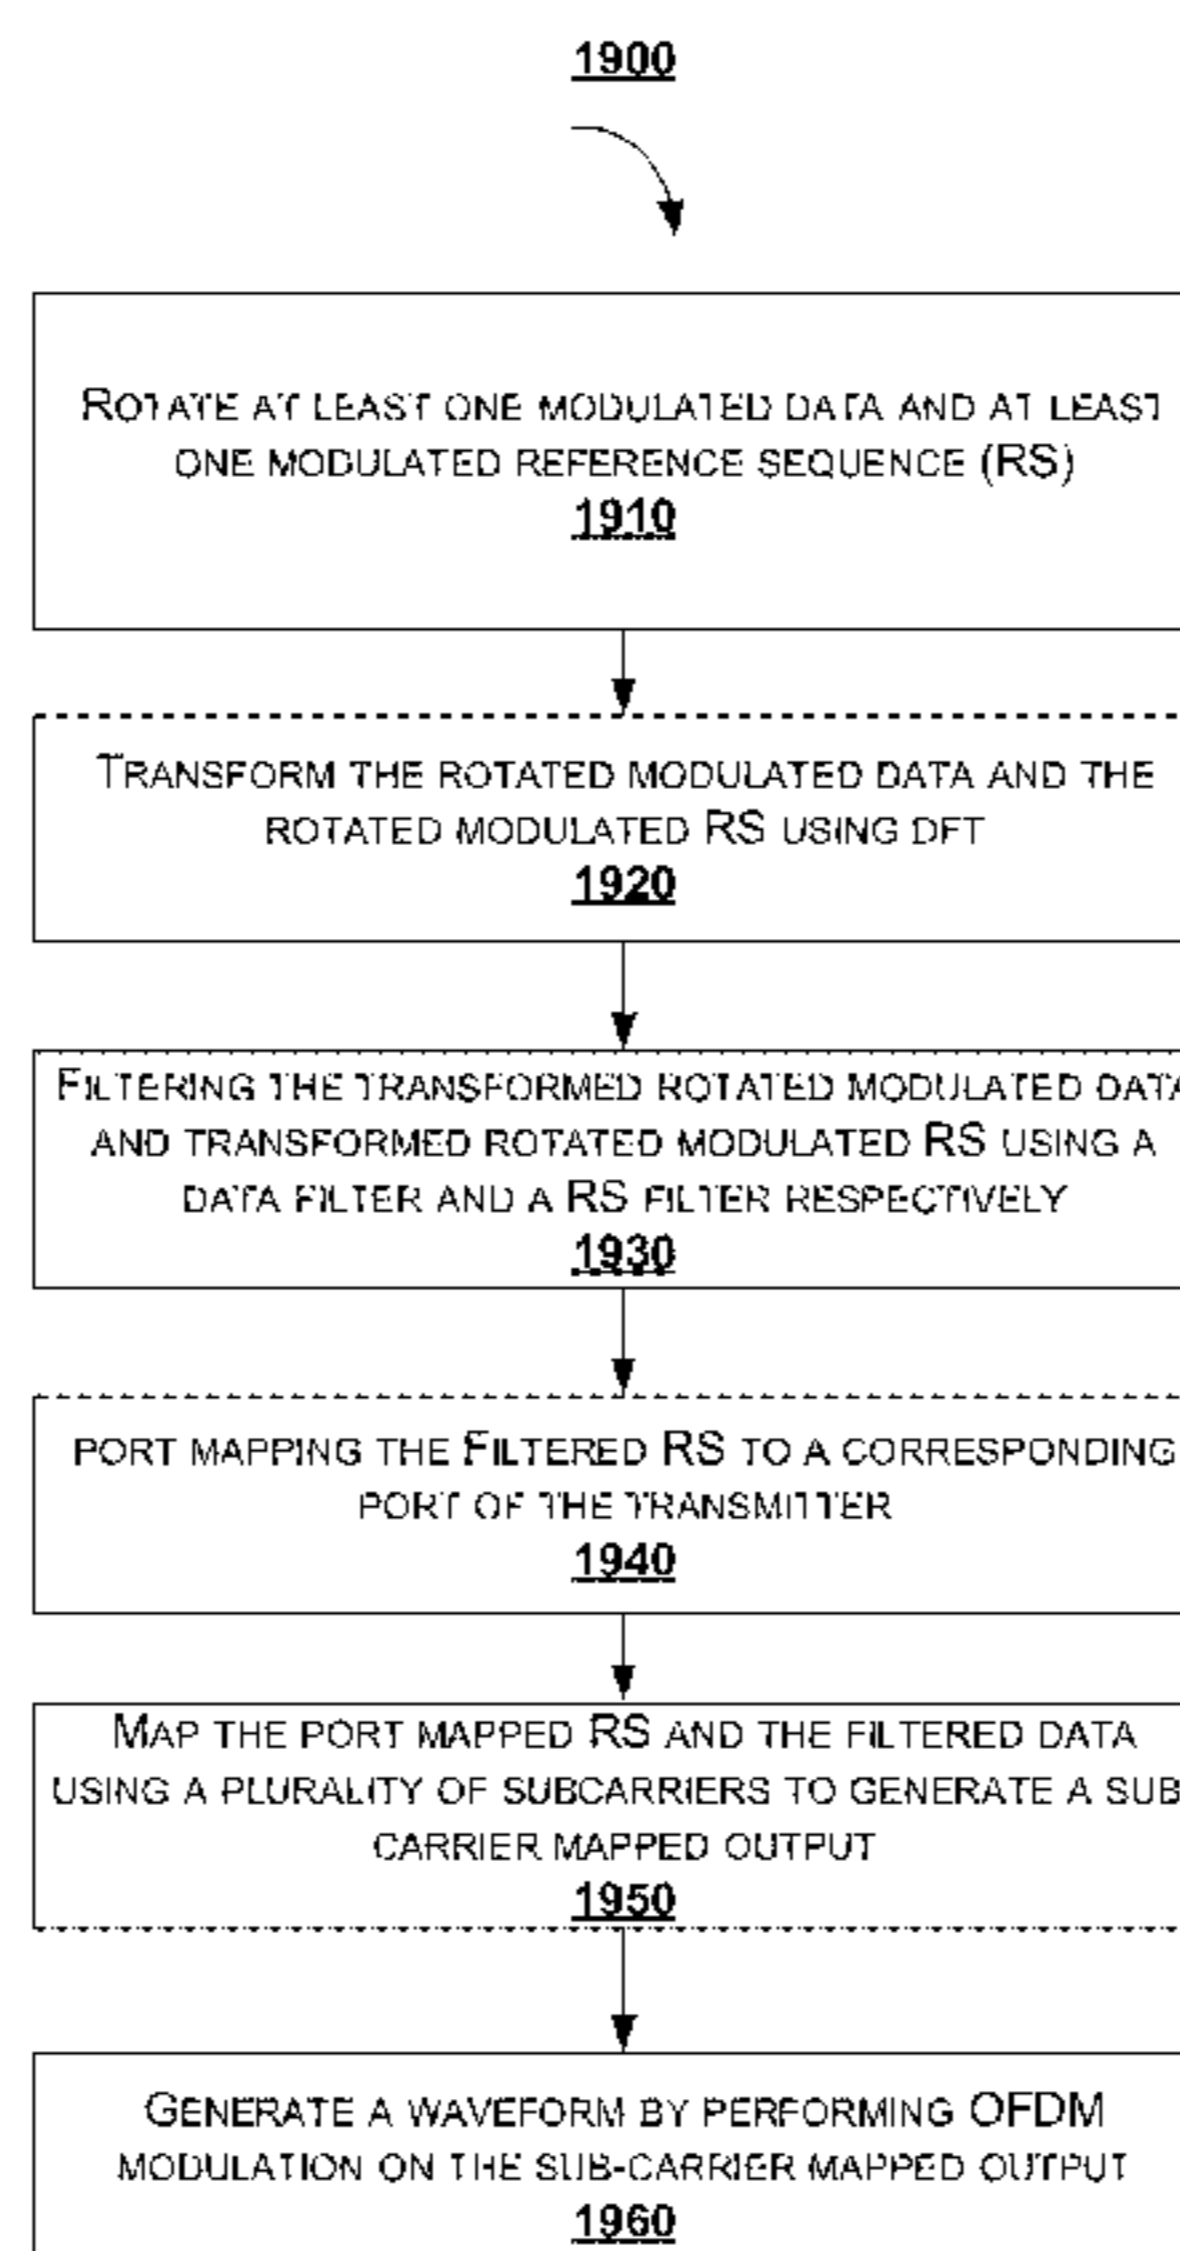 1900
ROTATE AT LEAST ONE MODULATED DATA AND AT LEAST
ONE MODULATED REFERENCE SEQUENCE (RS)
1910
TRANSFORM THE ROTATED MODULATED DATA AND THE
ROTATED MODULATED RS USING DFT
1920
FILTERING THE TRANSFORMED ROTATED MODULATED DATA
AND TRANSFORMED ROTATED MODULATED RS USING A
DATA FILTER AND A RS FILTER RESPECTIVELY
1930
PORT MAPPING THE FILTERED RS TO A CORRESPONDING
PORT OF THE TRANSMITTER
1940
MAP THE PORT MAPPED RS AND THE FILTERED DATA
USING A PLURALITY OF SUBCARRIERS TO GENERATE A SUB
CARRIER MAPPED OUTPUT
1950
GENERATE A WAVEFORM BY PERFORMING OFDM
MODULATION ON THE SUB-CARRIER MAPPED OUTPUT
1960